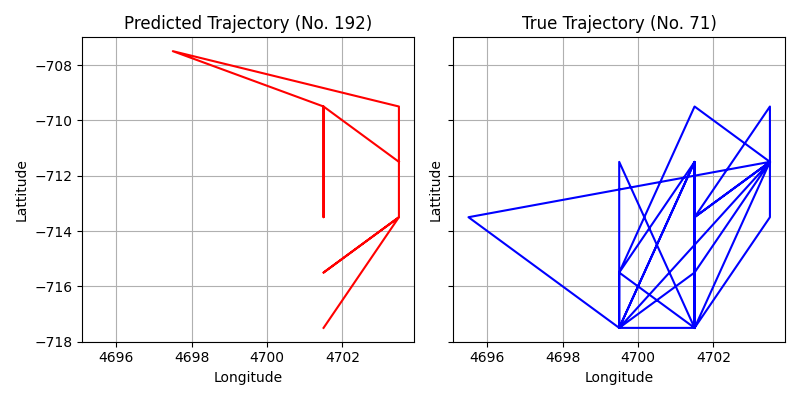 Predicted Trajectory (No. 192)
True Trajectory (No. 71)
−708
−710
−712
−714
−716
−718
Lattitude
Lattitude
4696 4698 4700 4702
4696 4698 4700 4702
Longitude
Longitude